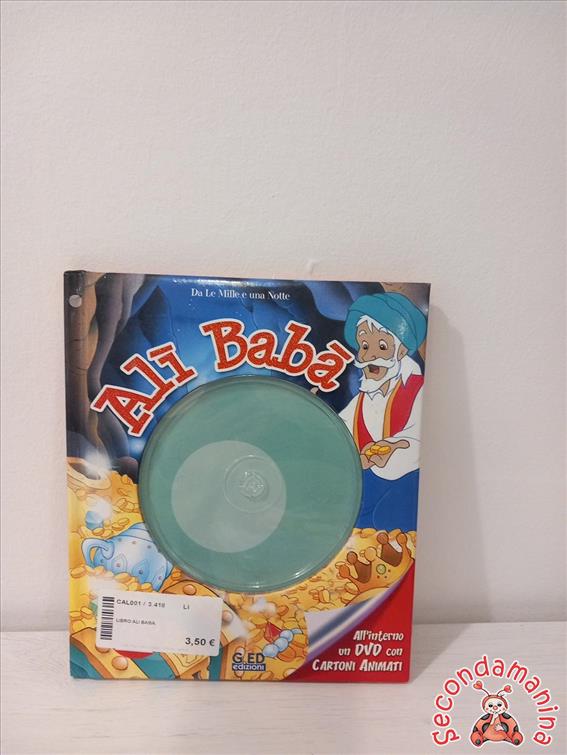 Da Le Mille e una Notte
Alì Babà
CAL001 / 3.418 LI
LIBRO ALI BABA,
3,50 €
GED
edizioni
All'interno
un DVD con
CARTONI ANIMATI
Secondamanina